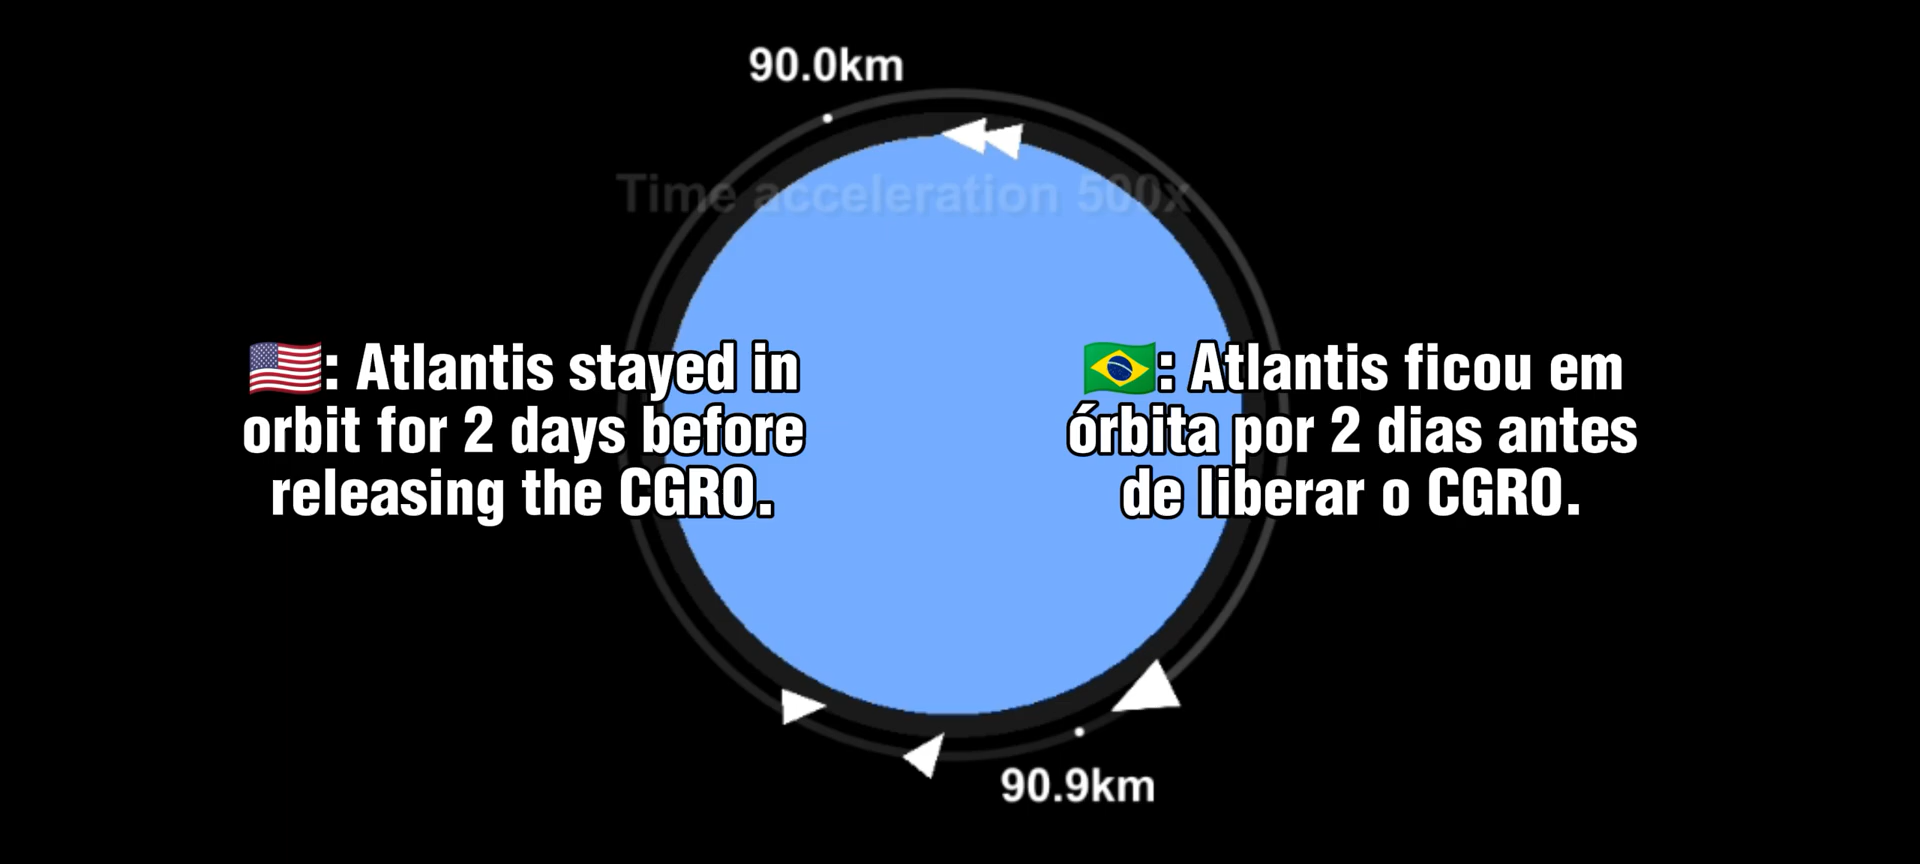 90.0km
Time acceleration 500x
🇺🇸: Atlantis stayed in
orbit for 2 days before
releasing the CGRO.
🇧🇷: Atlantis ficou em
órbita por 2 dias antes
de liberar o CGRO.
90.9km